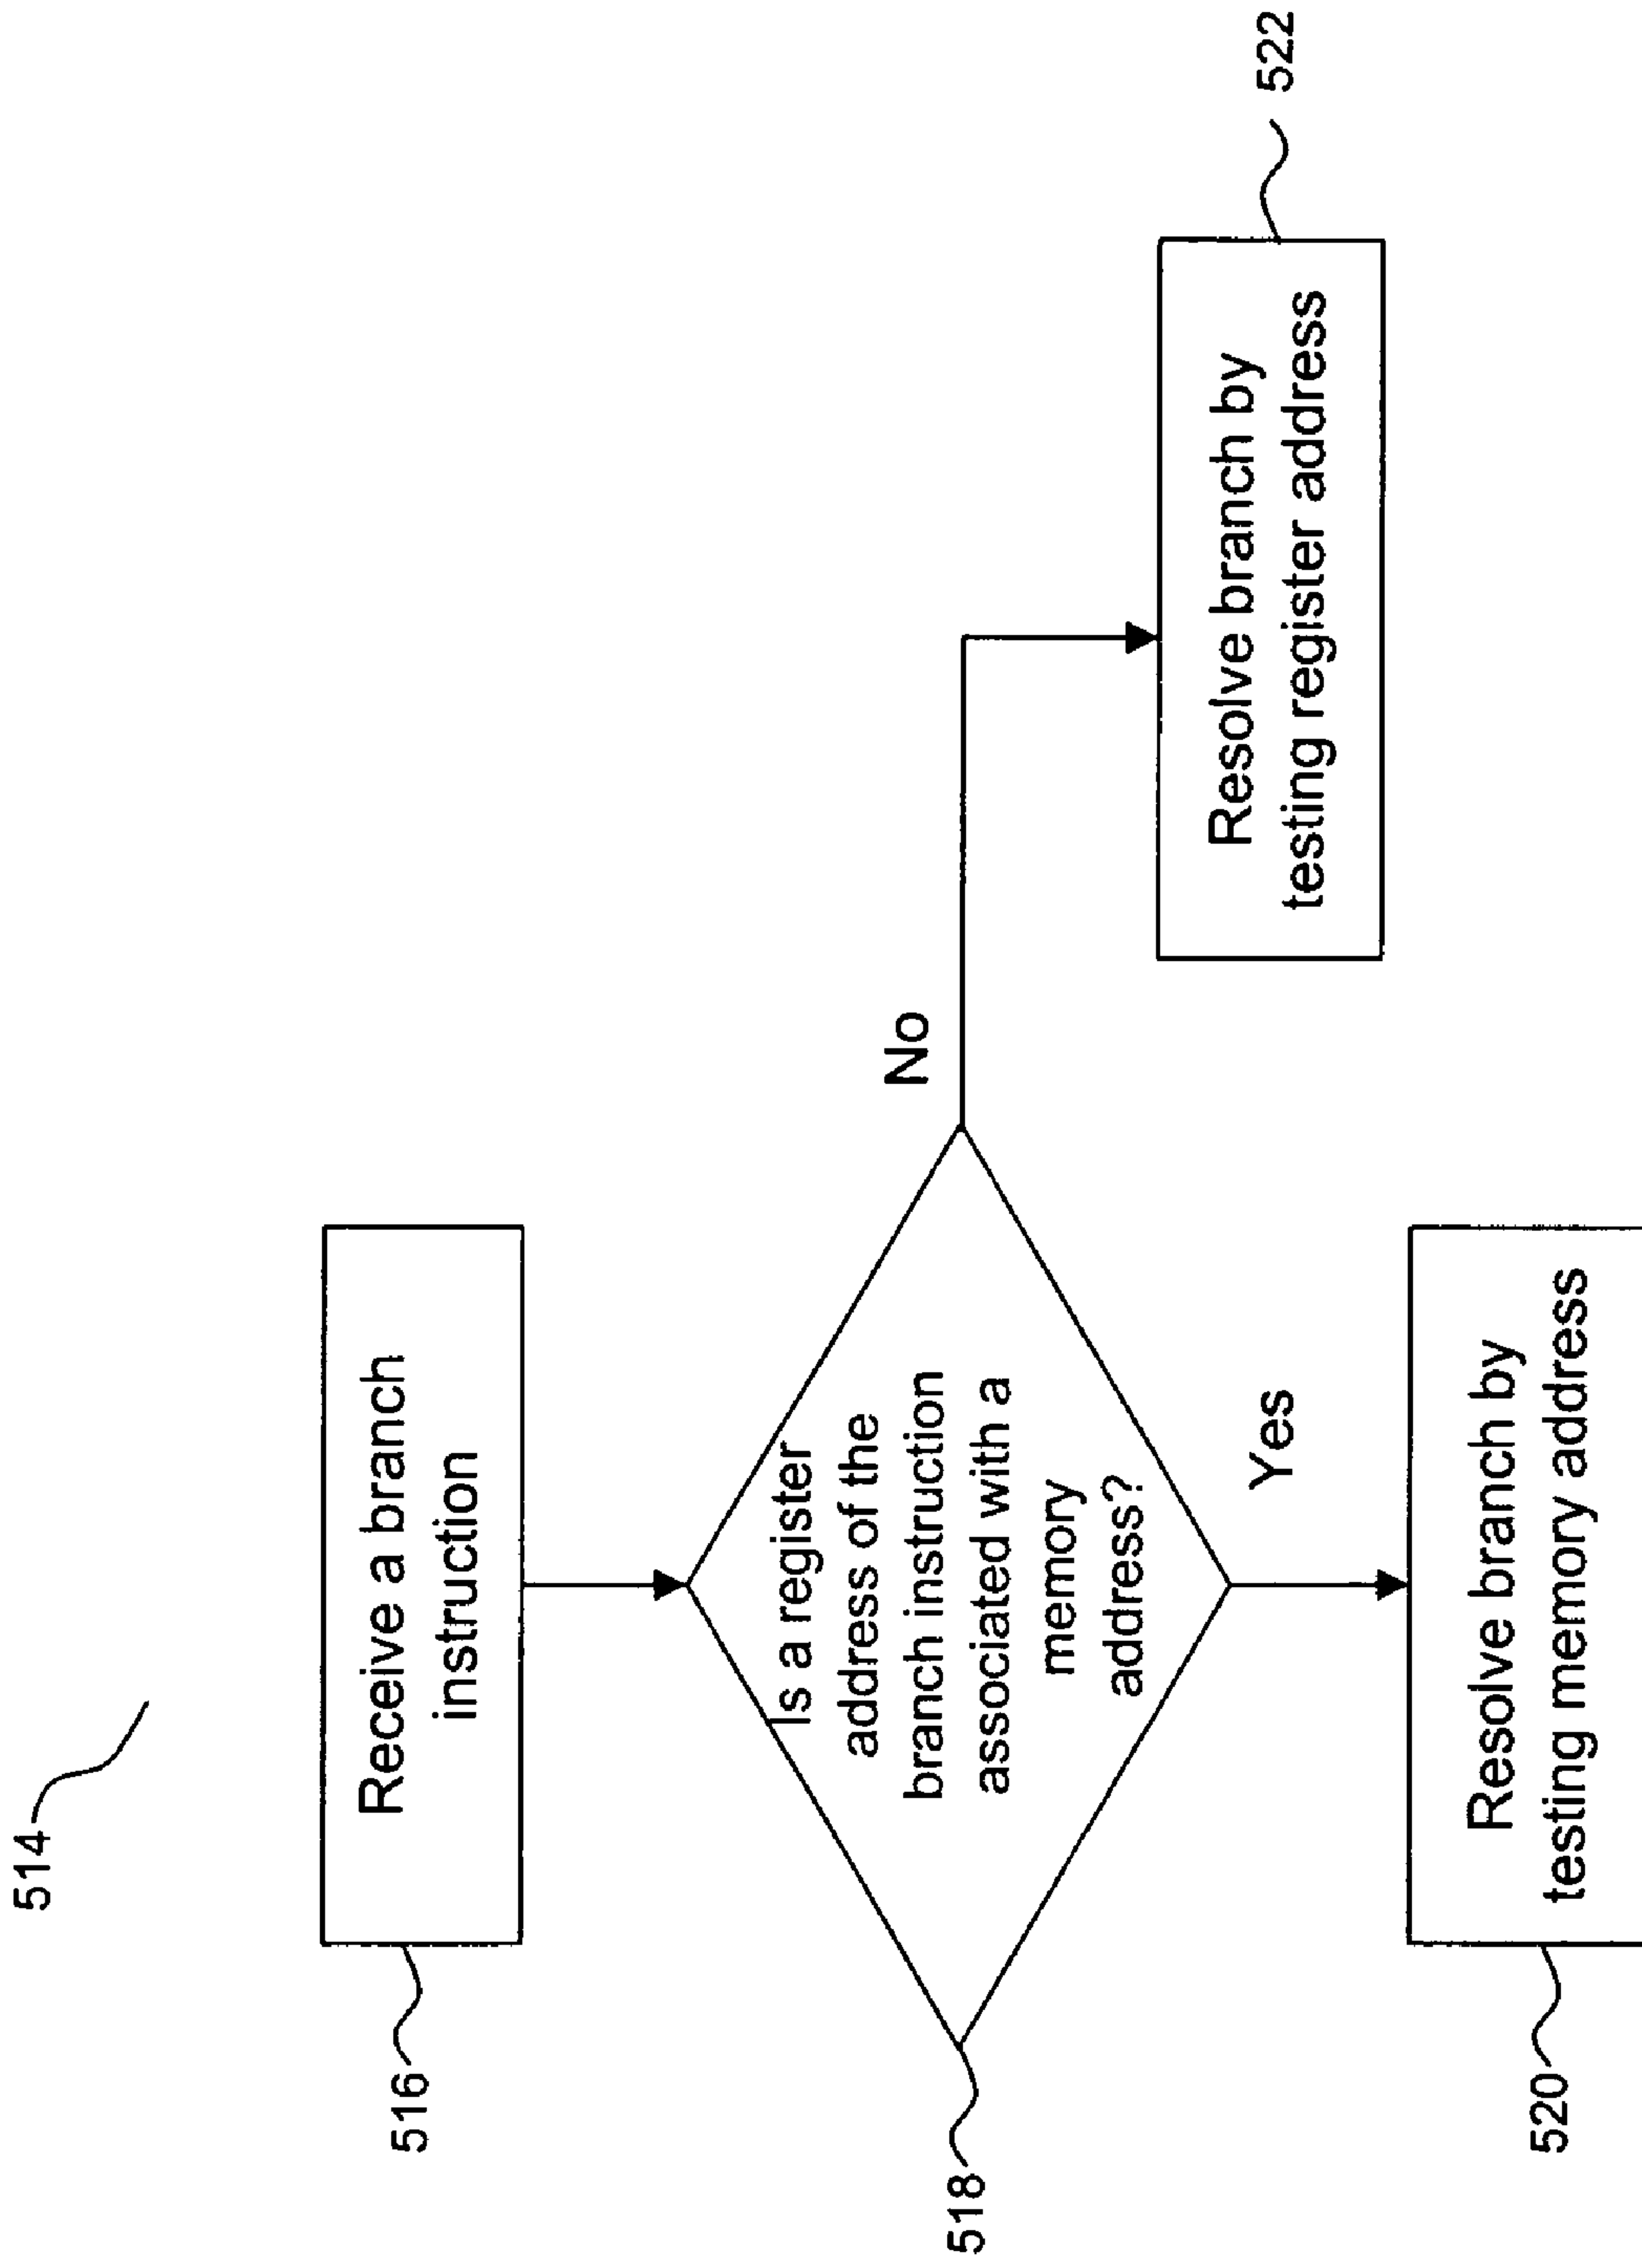 514
516
Receive a branch
instruction
518
Is a register
address of the
branch instruction
associated with a
memory
address?
No
Yes
520
Resolve branch by
testing memory address
Resolve branch by
testing register address
522